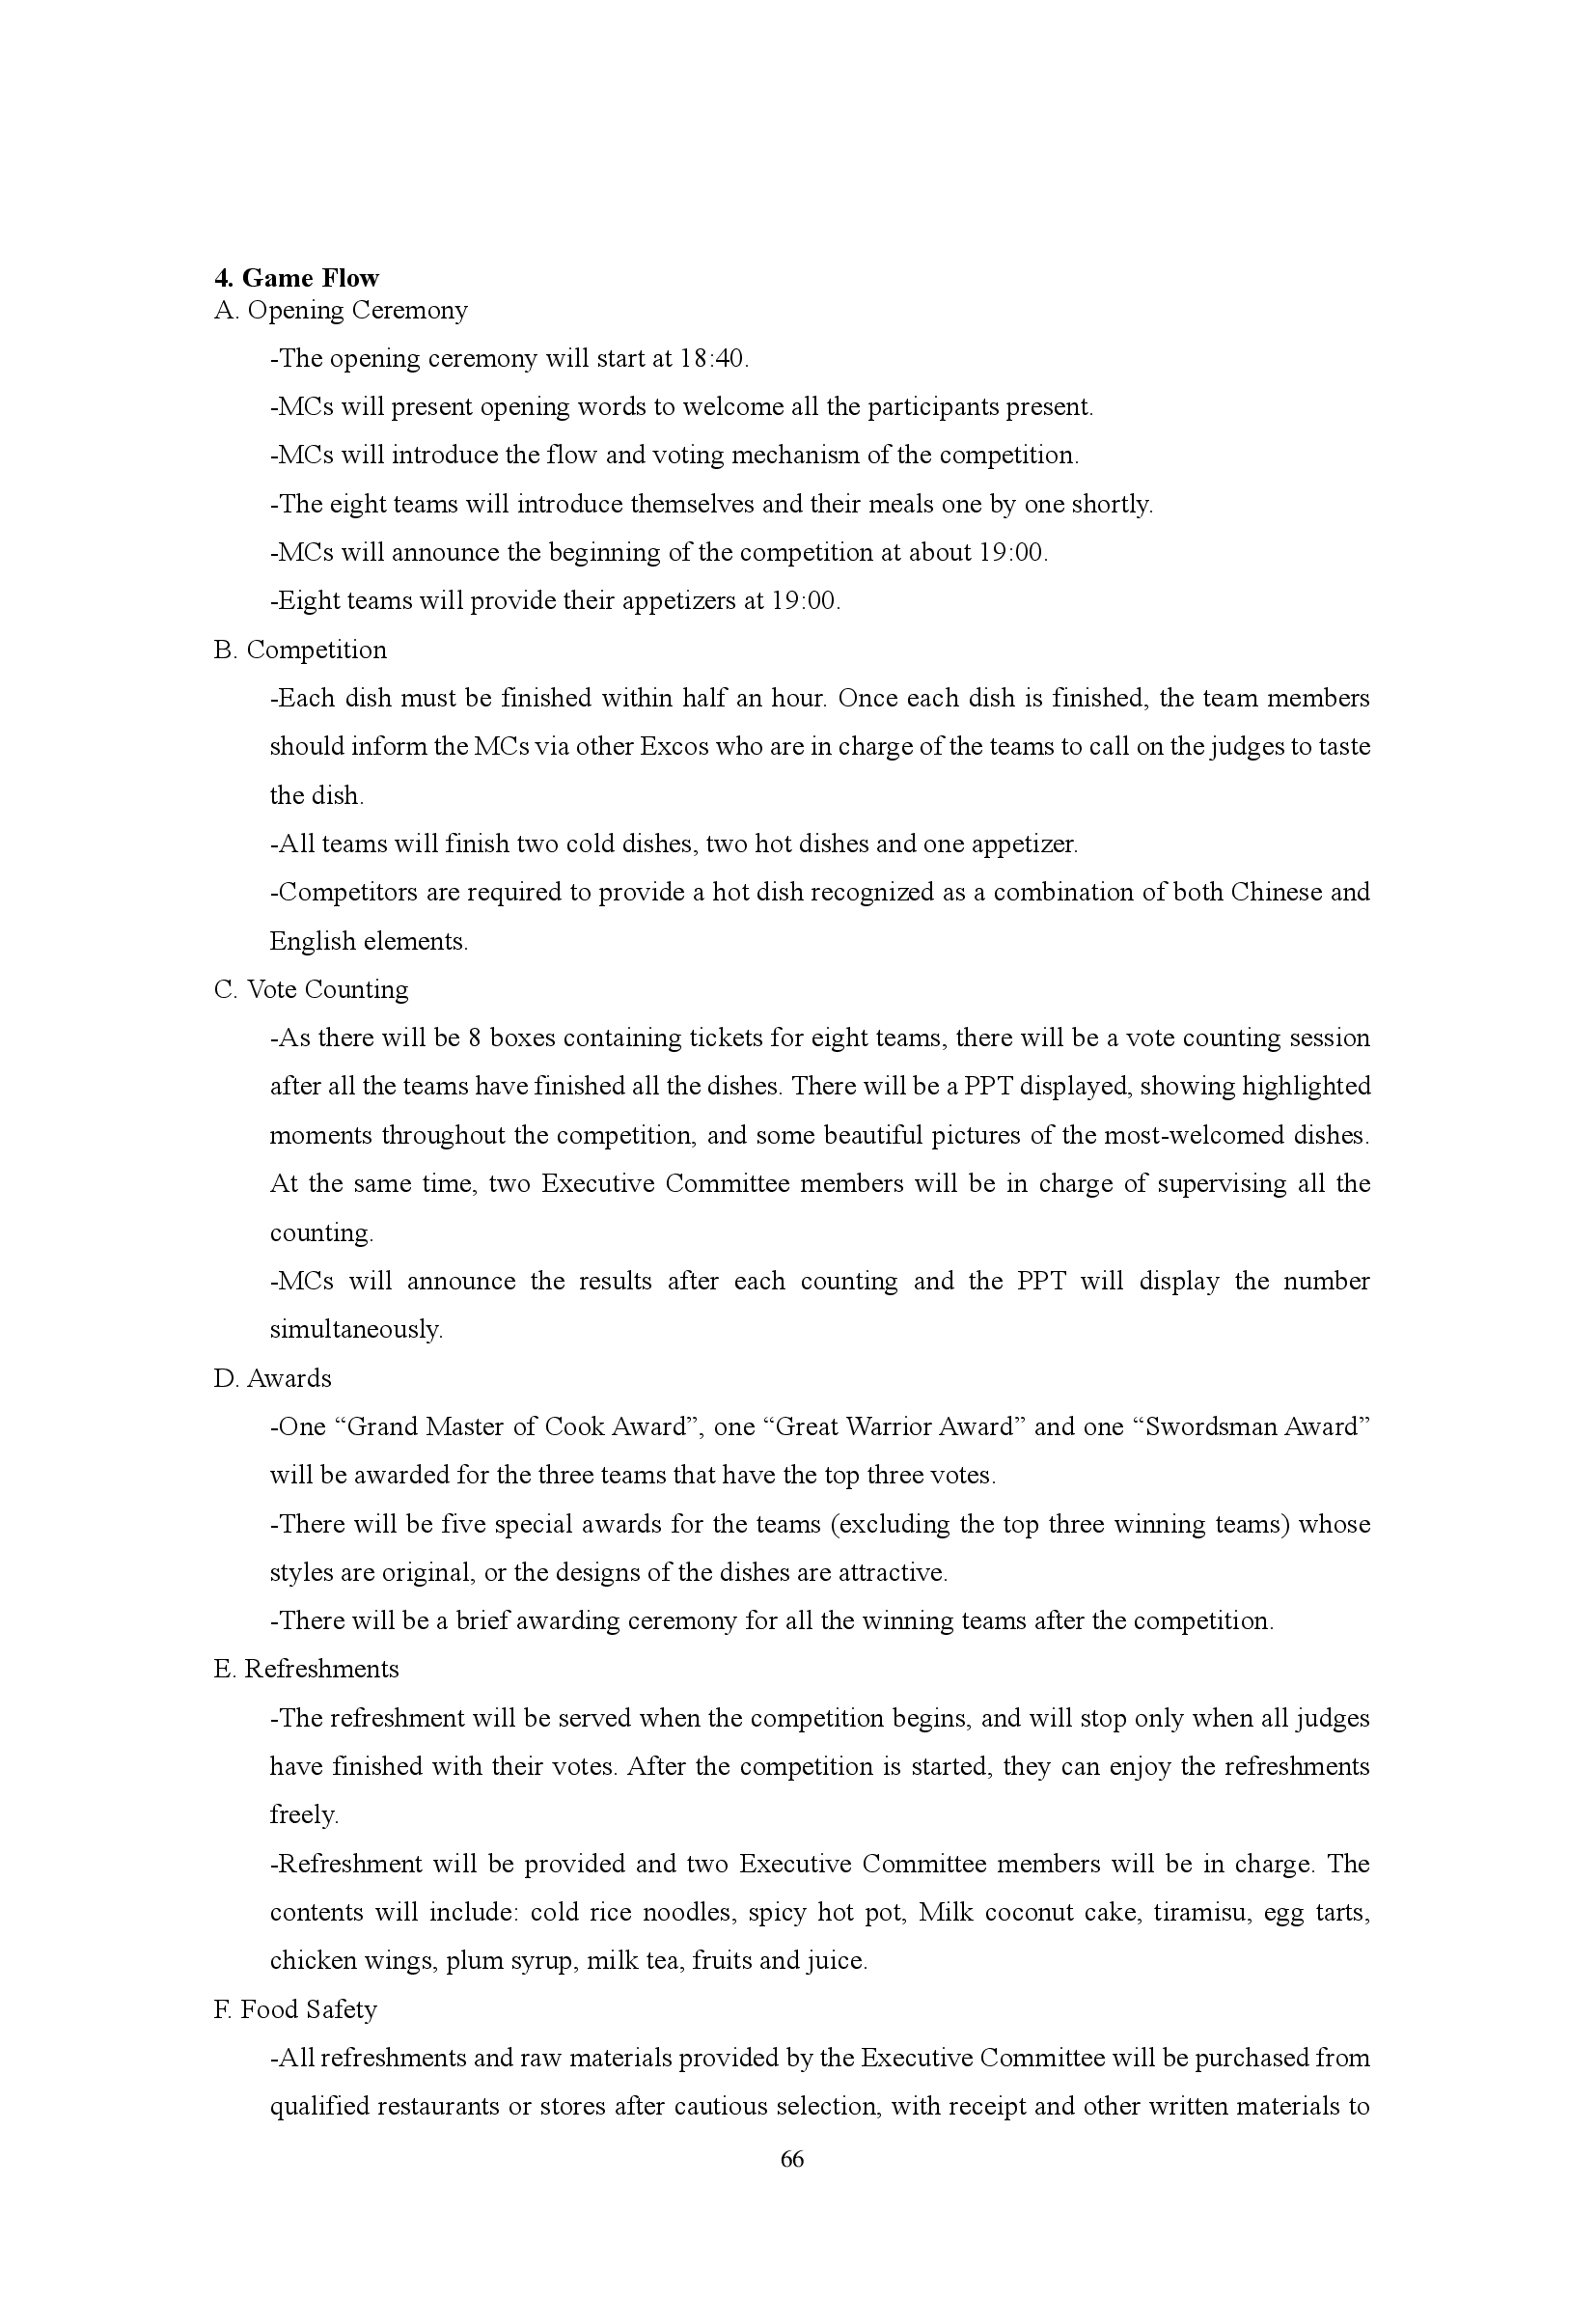 4. Game Flow
A. Opening Ceremony
-The opening ceremony will start at 18:40.
-MCs will present opening words to welcome all the participants present.
-MCs will introduce the flow and voting mechanism of the competition.
-The eight teams will introduce themselves and their meals one by one shortly.
-MCs will announce the beginning of the competition at about 19:00.
-Eight teams will provide their appetizers at 19:00.
B. Competition
-Each dish must be finished within half an hour. Once each dish is finished, the team members
should inform the MCs via other Excos who are in charge of the teams to call on the judges to taste
the dish.
-All teams will finish two cold dishes, two hot dishes and one appetizer.
-Competitors are required to provide a hot dish recognized as a combination of both Chinese and
English elements.
C. Vote Counting
-As there will be 8 boxes containing tickets for eight teams, there will be a vote counting session
after all the teams have finished all the dishes. There will be a PPT displayed, showing highlighted
moments throughout the competition, and some beautiful pictures of the most-welcomed dishes.
At the same time, two Executive Committee members will be in charge of supervising all the
counting.
-MCs will announce the results after each counting and the PPT will display the number
simultaneously.
D. Awards
-One “Grand Master of Cook Award”, one “Great Warrior Award” and one “Swordsman Award”
will be awarded for the three teams that have the top three votes.
-There will be five special awards for the teams (excluding the top three winning teams) whose
styles are original, or the designs of the dishes are attractive.
-There will be a brief awarding ceremony for all the winning teams after the competition.
E. Refreshments
-The refreshment will be served when the competition begins, and will stop only when all judges
have finished with their votes. After the competition is started, they can enjoy the refreshments
freely.
-Refreshment will be provided and two Executive Committee members will be in charge. The
contents will include: cold rice noodles, spicy hot pot, Milk coconut cake, tiramisu, egg tarts,
chicken wings, plum syrup, milk tea, fruits and juice.
F. Food Safety
-All refreshments and raw materials provided by the Executive Committee will be purchased from
qualified restaurants or stores after cautious selection, with receipt and other written materials to
66